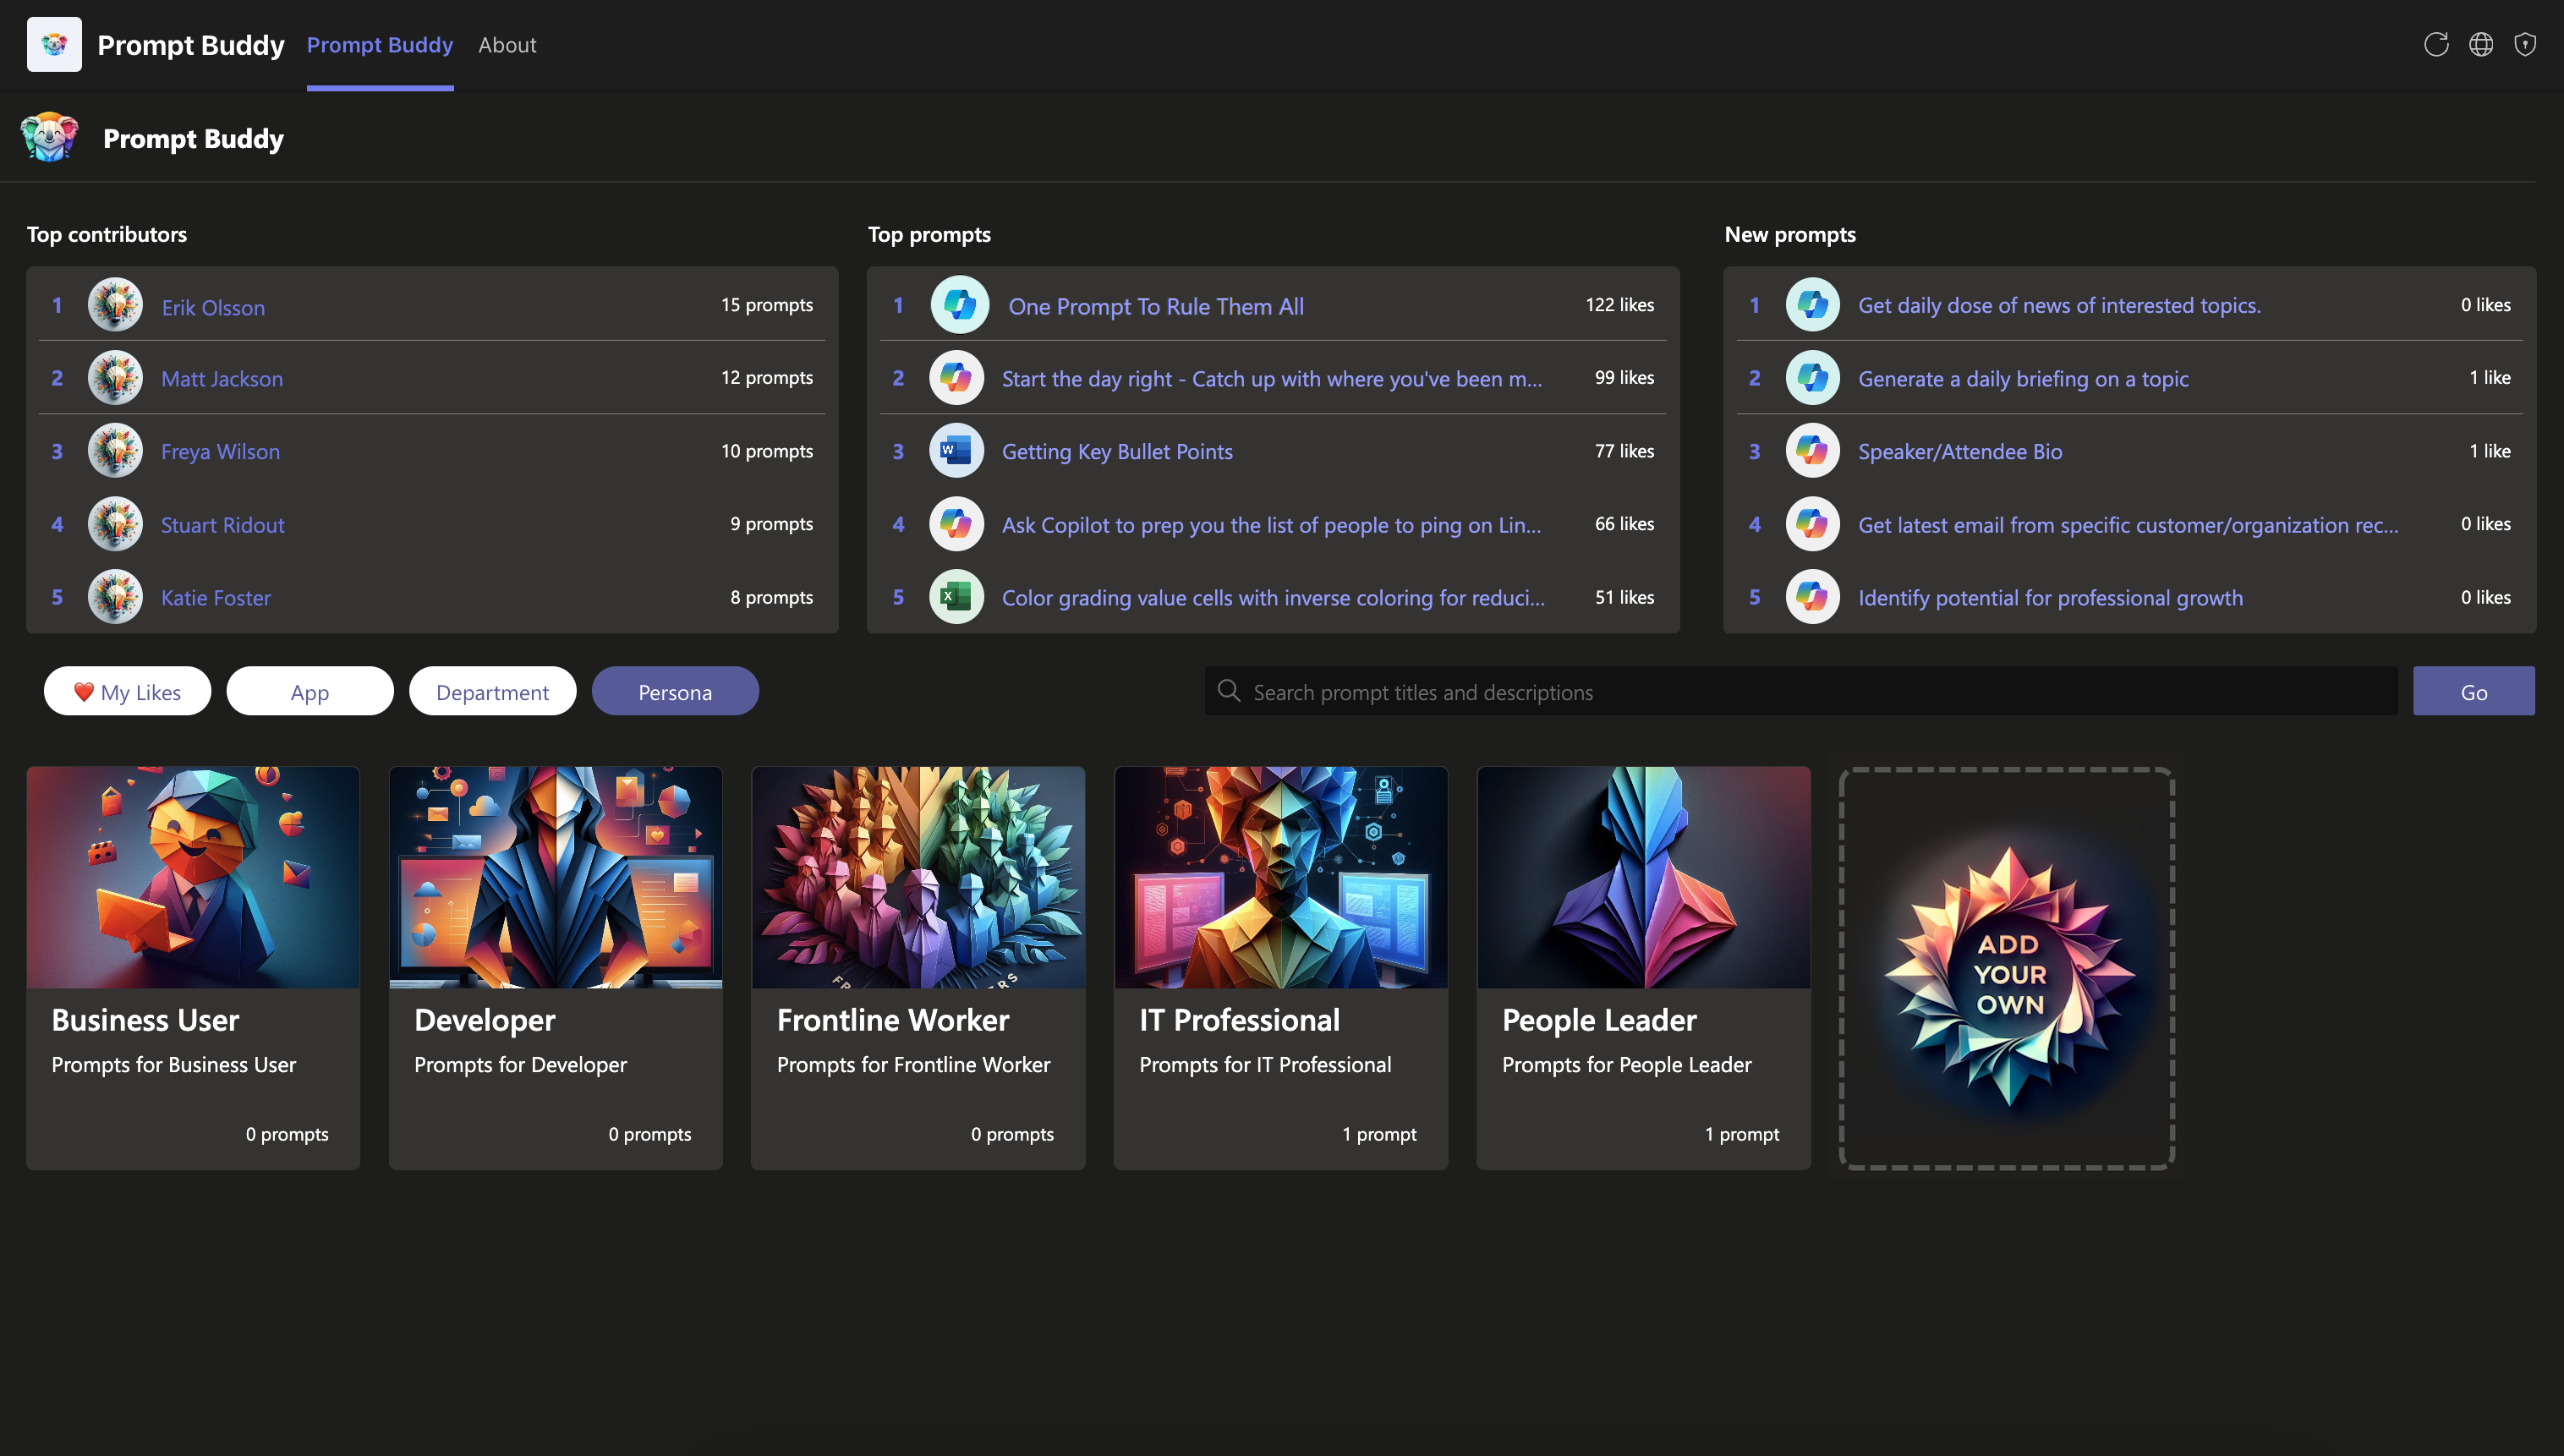 Prompt Buddy
Prompt Buddy
About
Prompt Buddy
Top contributors
1 Erik Olsson 15 prompts
2 Matt Jackson 12 prompts
3 Freya Wilson 10 prompts
4 Stuart Ridout 9 prompts
5 Katie Foster 8 prompts
Top prompts
1 One Prompt To Rule Them All 122 likes
2 Start the day right - Catch up with where you've been m... 99 likes
3 Getting Key Bullet Points 77 likes
4 Ask Copilot to prep you the list of people to ping on Lin... 66 likes
5 Color grading value cells with inverse coloring for reduci... 51 likes
New prompts
1 Get daily dose of news of interested topics. 0 likes
2 Generate a daily briefing on a topic 1 like
3 Speaker/Attendee Bio 1 like
4 Get latest email from specific customer/organization rec... 0 likes
5 Identify potential for professional growth 0 likes
❤️ My Likes
App
Department
Persona
Search prompt titles and descriptions
Go
Business User
Prompts for Business User
0 prompts
Developer
Prompts for Developer
0 prompts
Frontline Worker
Prompts for Frontline Worker
0 prompts
IT Professional
Prompts for IT Professional
1 prompt
People Leader
Prompts for People Leader
1 prompt
ADD
YOUR
OWN